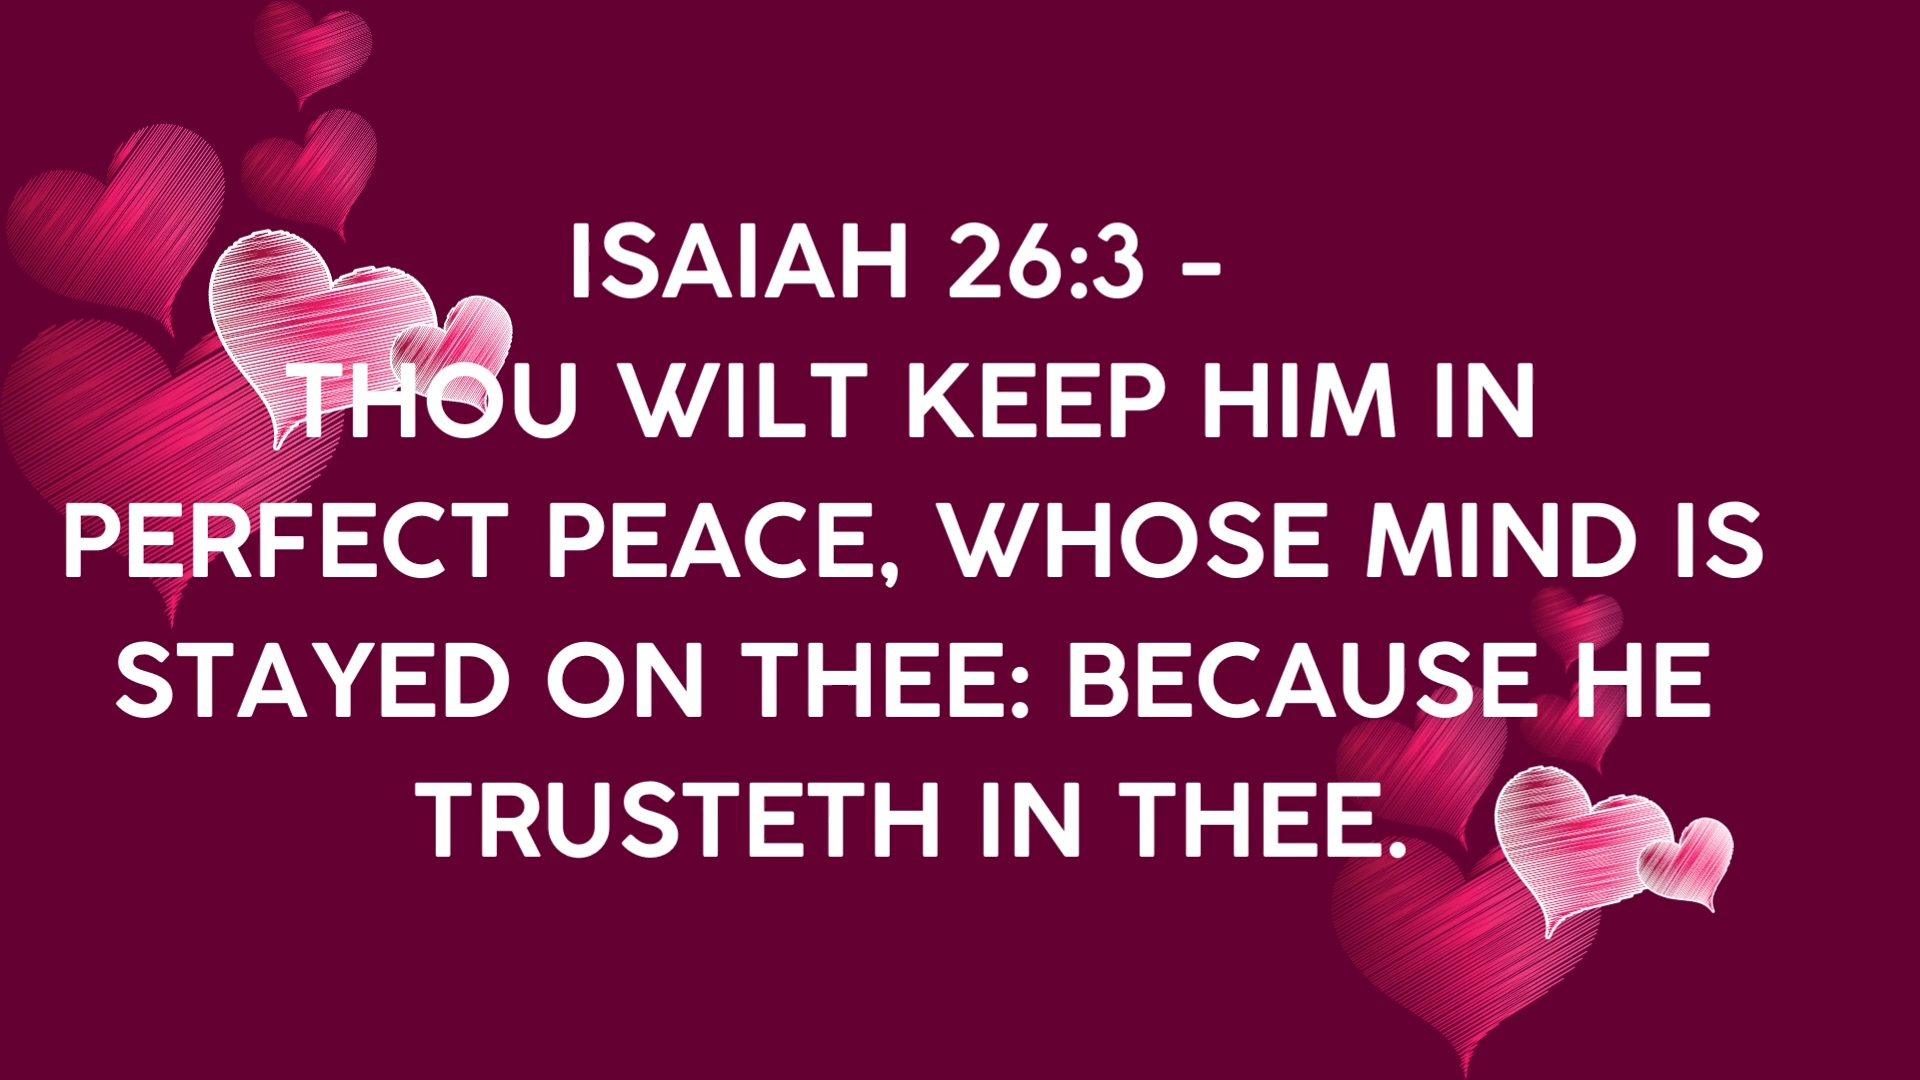 ISAIAH 26:3 -
THOU WILT KEEP HIM IN
PERFECT PEACE, WHOSE MIND IS
STAYED ON THEE: BECAUSE HE
TRUSTETH IN THEE.